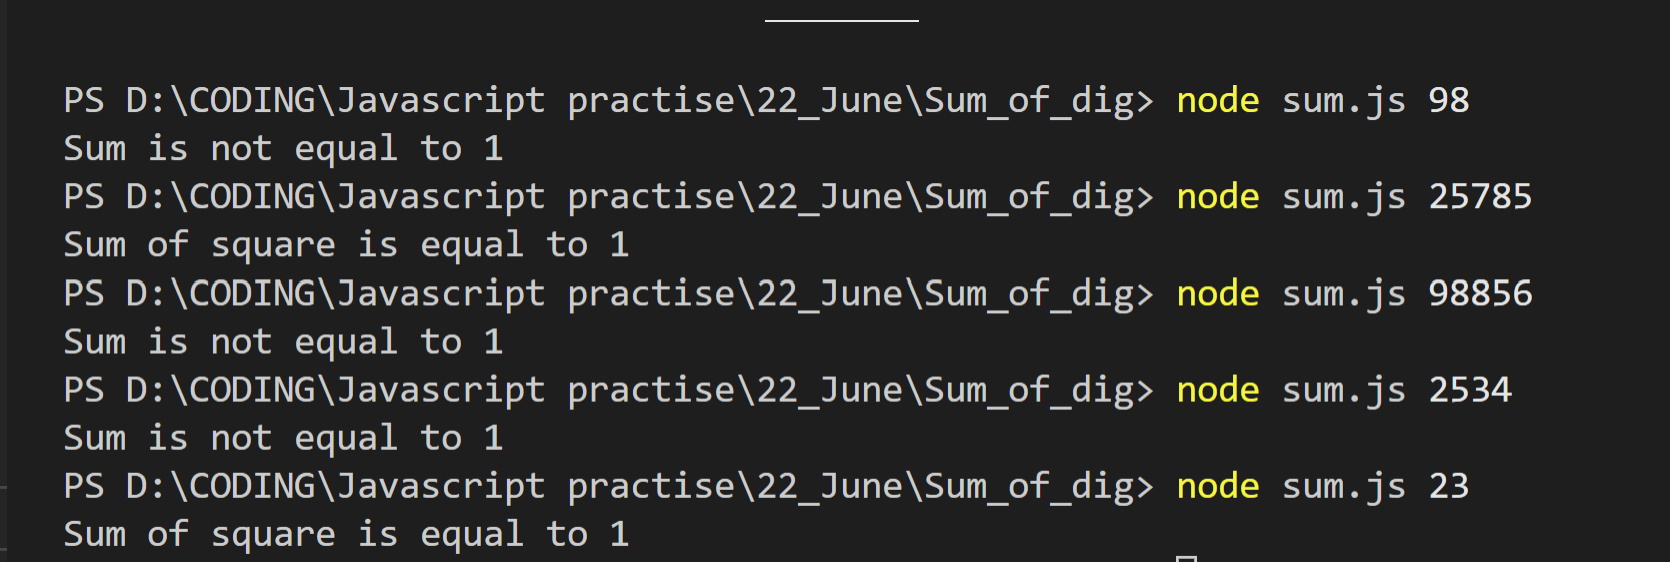 PS D:\CODING\Javascript practise\22_June\Sum_of_dig> node sum.js 98
Sum is not equal to 1
PS D:\CODING\Javascript practise\22_June\Sum_of_dig> node sum.js 25785
Sum of square is equal to 1
PS D:\CODING\Javascript practise\22_June\Sum_of_dig> node sum.js 98856
Sum is not equal to 1
PS D:\CODING\Javascript practise\22_June\Sum_of_dig> node sum.js 2534
Sum is not equal to 1
PS D:\CODING\Javascript practise\22_June\Sum_of_dig> node sum.js 23
Sum of square is equal to 1